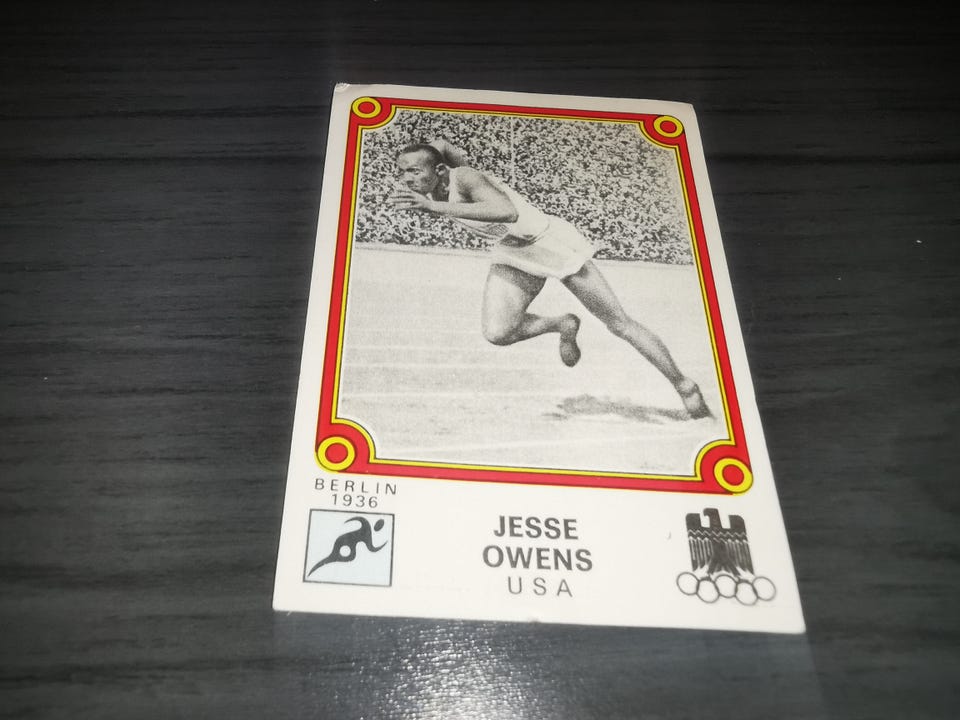 BERLIN
1936
JESSE
OWENS
USA